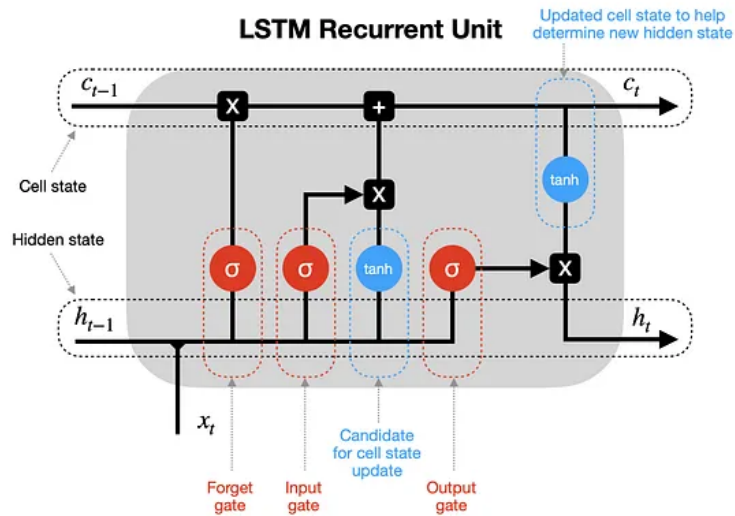 LSTM Recurrent Unit
Updated cell state to help
determine new hidden state
c_{t-1}
c_t
X
+
Cell state
tanh
X
Hidden state
σ
σ
tanh
σ
X
h_{t-1}
h_t
x_t
Candidate
for cell state
update
Forget
gate
Input
gate
Output
gate